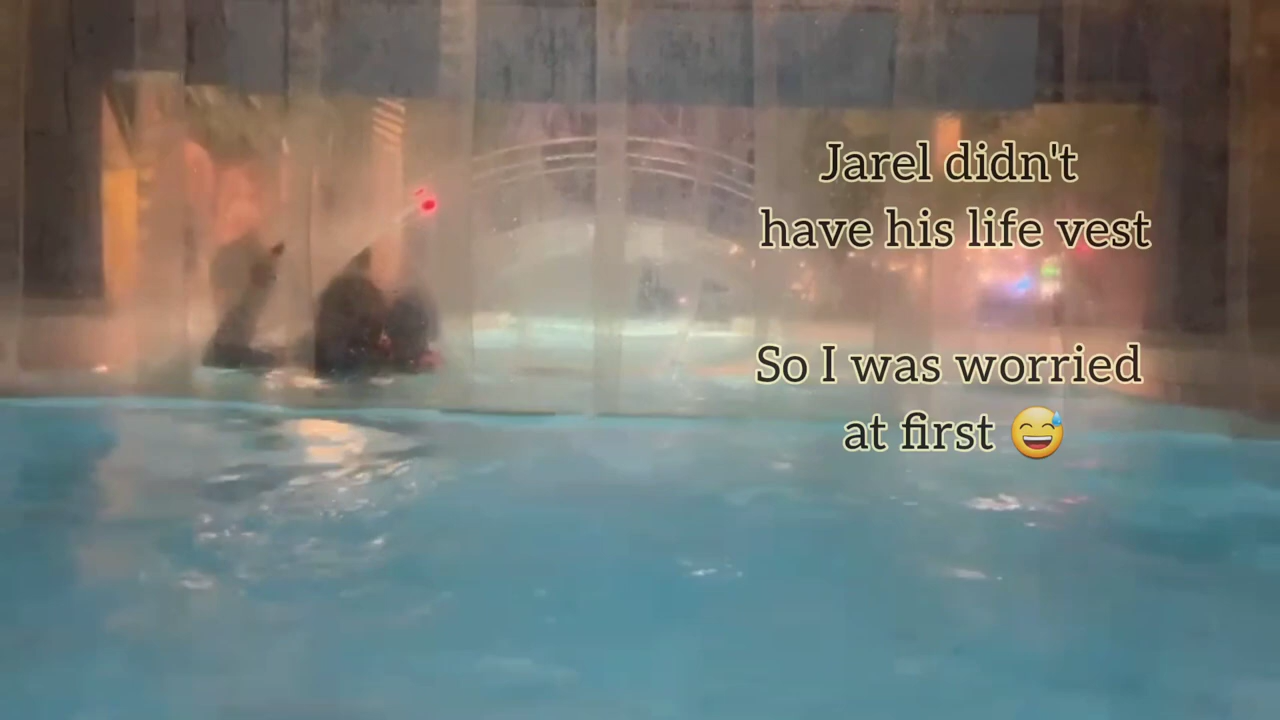 Jarel didn't
have his life vest
So I was worried
at first 😅